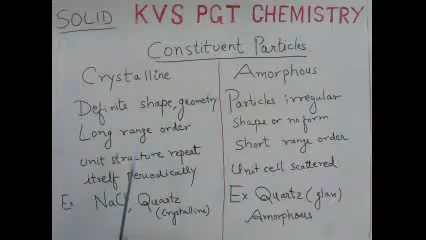 SOLID KVS PGT CHEMISTRY
Constituent Particles
Crystalline
Definite shape, geometry
Long range order
Unit structure repeat
itself periodically
Ex. NaCl, Quartz
(Crystalline)
Amorphous
Particles irregular
Shape or no form
Short range order
Unit cell scattered
Ex Quartz (glass)
Amorphous